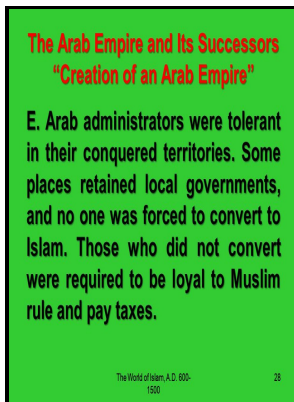 The Arab Empire and Its Successors
“Creation of an Arab Empire”
E. Arab administrators were tolerant
in their conquered territories. Some
places retained local governments,
and no one was forced to convert to
Islam. Those who did not convert
were required to be loyal to Muslim
rule and pay taxes.
The World of Islam, A.D. 600-
1500
26